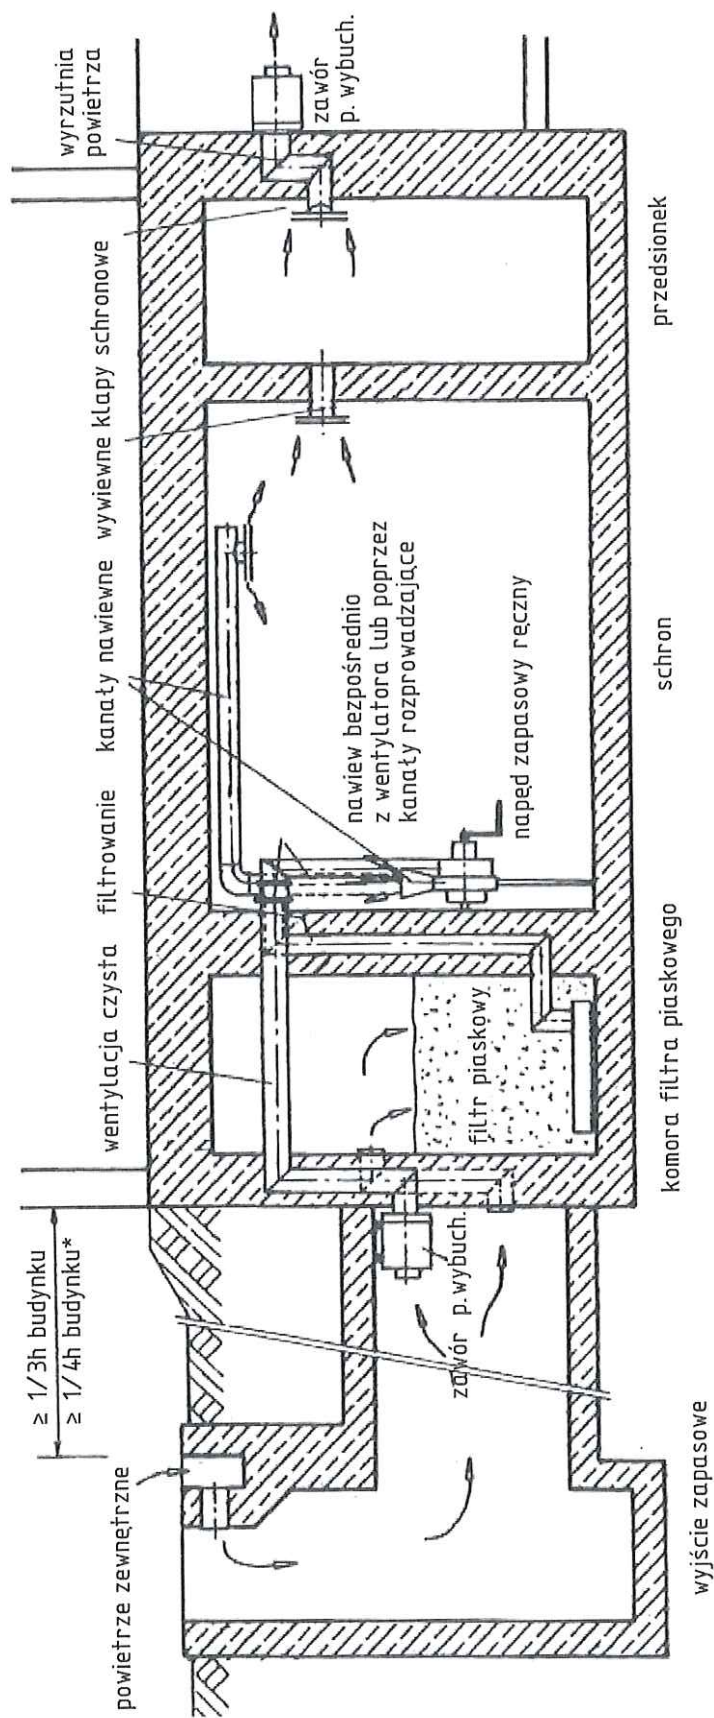 powietrze zewnętrzne
≥ 1/3h budynku
≥ 1/4h budynku*
wentylacja czysta
filtrowanie
kanały nawiewne
wywiewne klapy schronowe
wyrzutnia
powietrza
zawór
p. wybuch.
nawiew bezpośrednio
z wentylatora lub poprzez
kanały rozprowadzające
napęd zapasowy ręczny
filtr piaskowy
zawór p. wybuch.
wyjście zapasowe
komora filtra piaskowego
schron
przedsionek